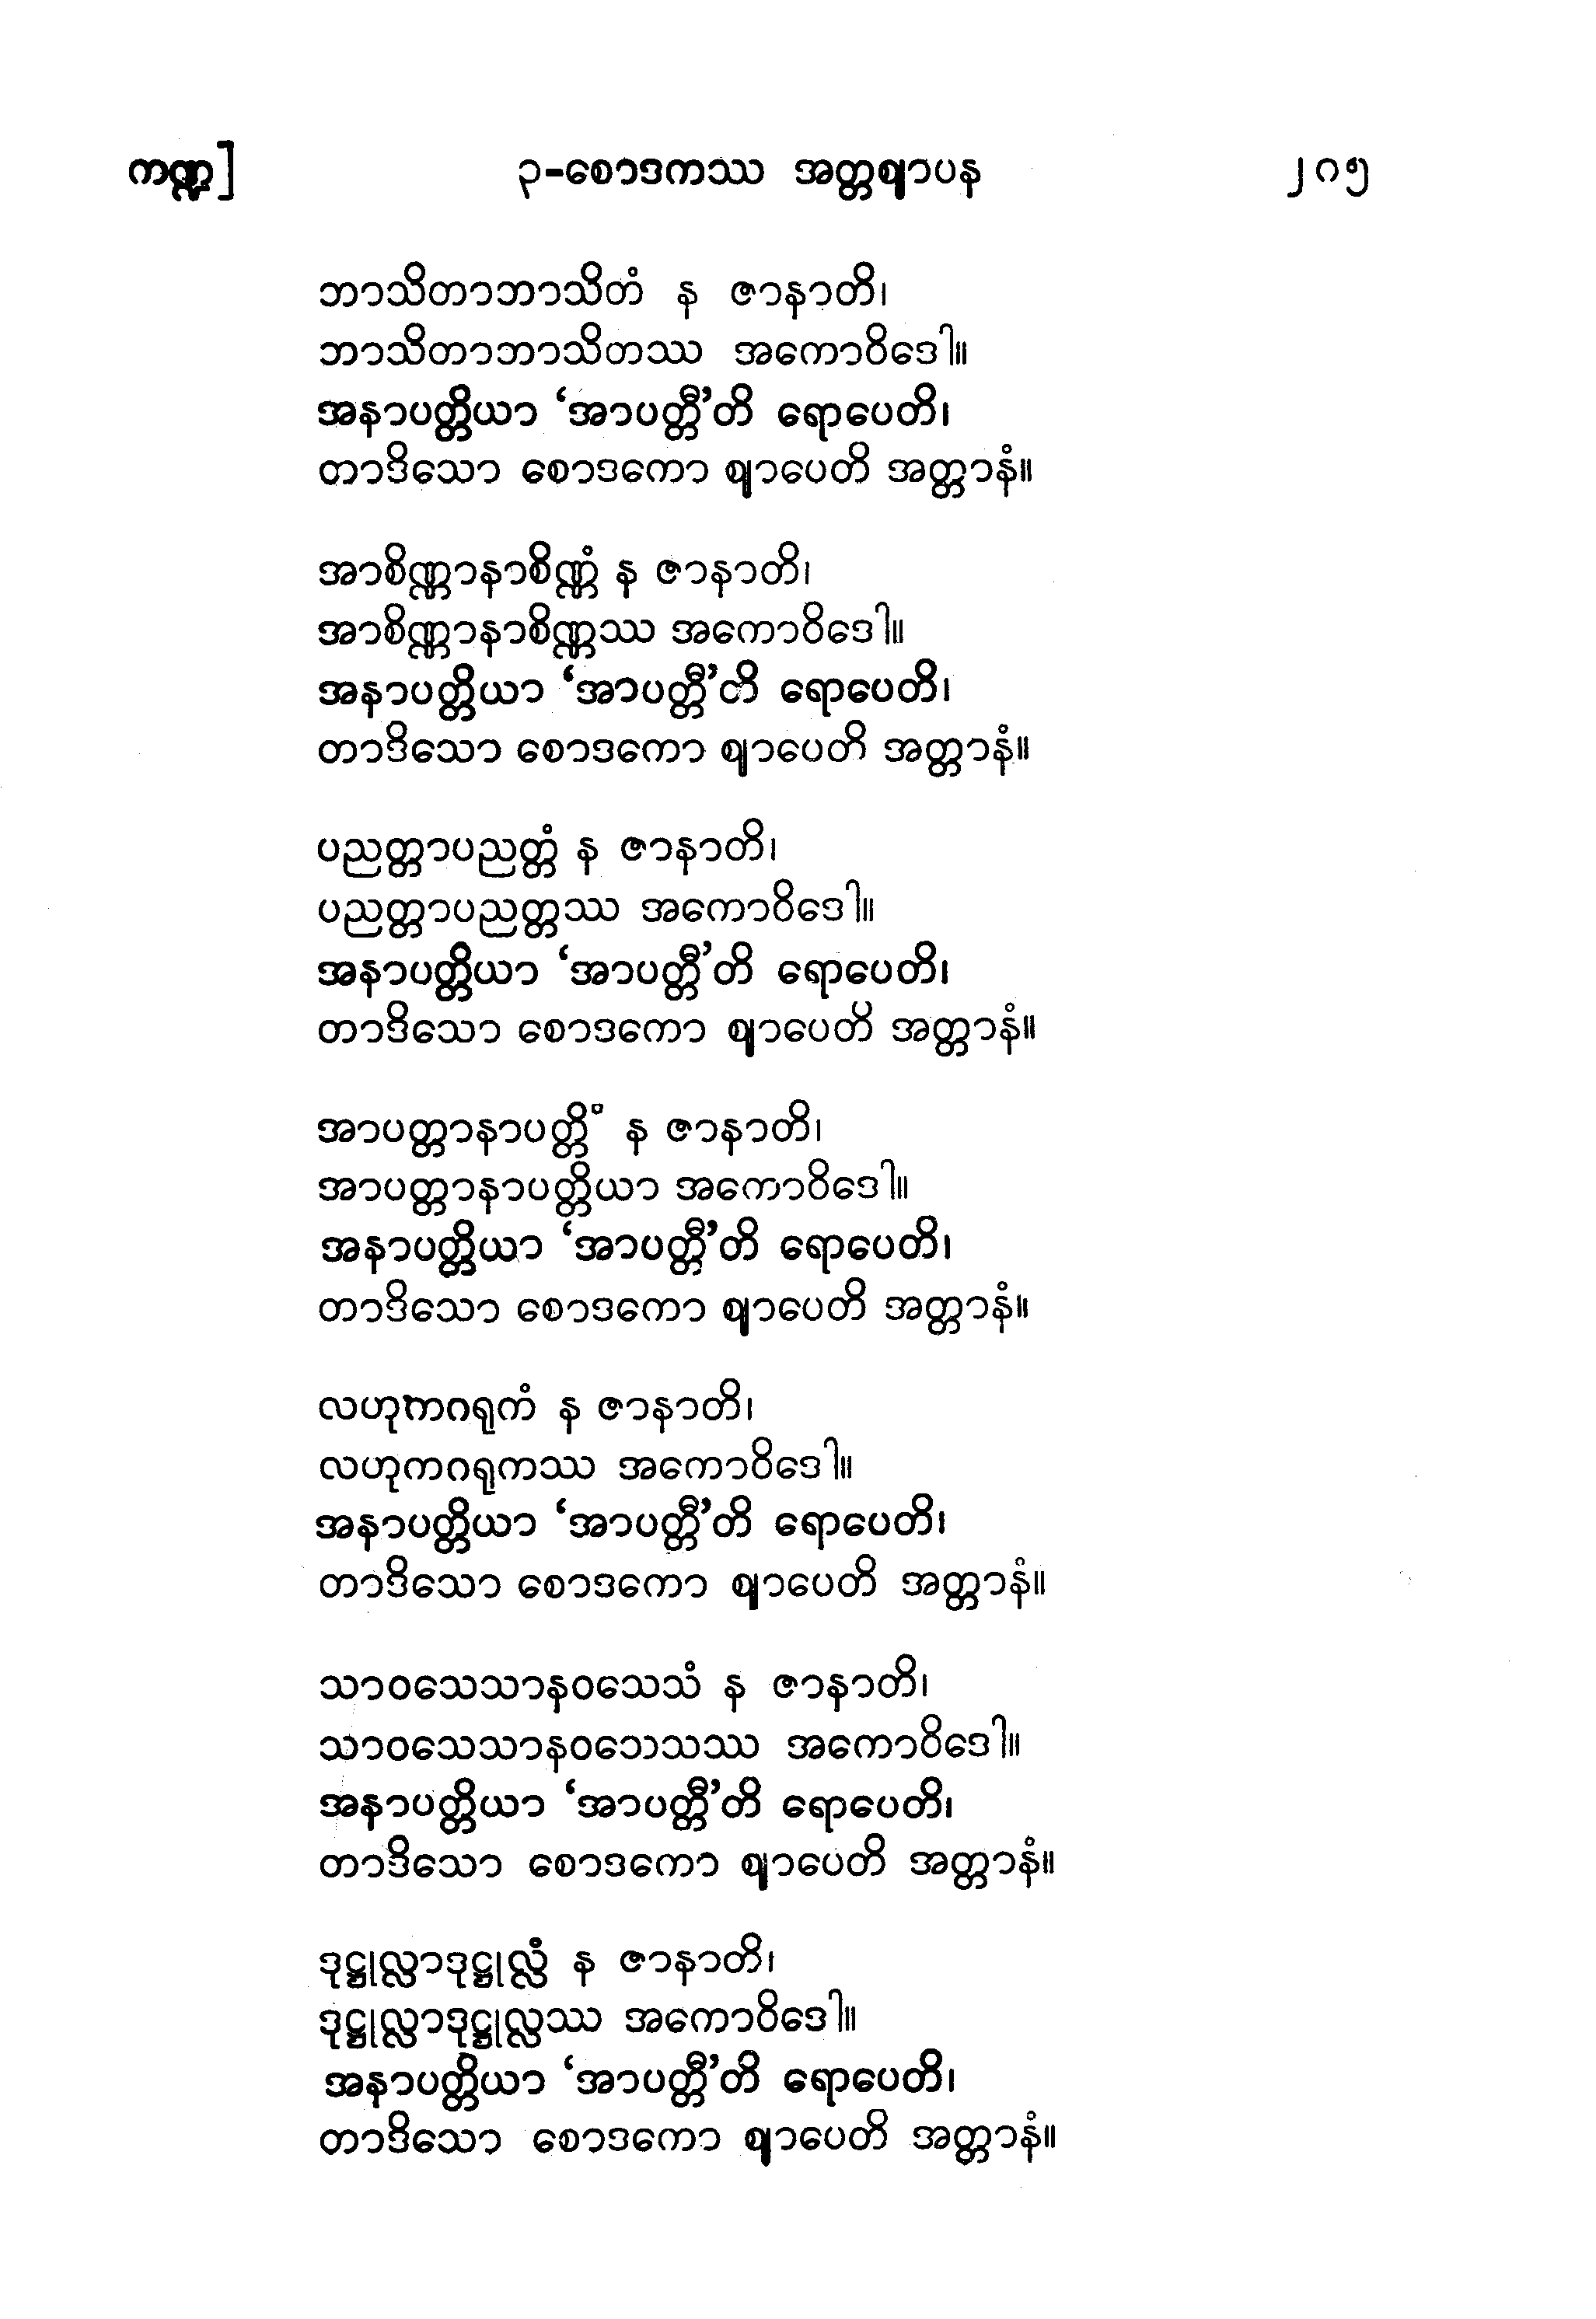 ကဏ္ဍ] ၃-စောဒကဿ အတ္တဈာပန ၂၁၅
ဘာသိတာဘာသိတံ န ဇာနာတိ၊
ဘာသိတာဘာသိတဿ အကောဝိဒေါ။
အနာပတ္တိယာ ‘အာပတ္တီ’တိ ရောပေတိ၊
တာဒိသော စောဒကော ဈာပေတိ အတ္တာနံ။
အာစိဏ္ဏာနာစိဏ္ဏံ န ဇာနာတိ၊
အာစိဏ္ဏာနာစိဏ္ဏဿ အကောဝိဒေါ။
အနာပတ္တိယာ ‘အာပတ္တီ’တိ ရောပေတိ၊
တာဒိသော စောဒကော ဈာပေတိ အတ္တာနံ။
ပညတ္တာပညတ္တံ န ဇာနာတိ၊
ပညတ္တာပညတ္တဿ အကောဝိဒေါ။
အနာပတ္တိယာ ‘အာပတ္တီ’တိ ရောပေတိ၊
တာဒိသော စောဒကော ဈာပေတိ အတ္တာနံ။
အာပတ္တာနာပတ္တိံ န ဇာနာတိ၊
အာပတ္တာနာပတ္တိယာ အကောဝိဒေါ။
အနာပတ္တိယာ ‘အာပတ္တီ’တိ ရောပေတိ၊
တာဒိသော စောဒကော ဈာပေတိ အတ္တာနံ။
လဟုကဂရုကံ န ဇာနာတိ၊
လဟုကဂရုကဿ အကောဝိဒေါ။
အနာပတ္တိယာ ‘အာပတ္တီ’တိ ရောပေတိ၊
တာဒိသော စောဒကော ဈာပေတိ အတ္တာနံ။
သာဝသေသာနဝသေသံ န ဇာနာတိ၊
သာဝသေသာနဝသေသဿ အကောဝိဒေါ။
အနာပတ္တိယာ ‘အာပတ္တီ’တိ ရောပေတိ၊
တာဒိသော စောဒကော ဈာပေတိ အတ္တာနံ။
ဒုဋ္ဌုလ္လာဒုဋ္ဌုလ္လံ န ဇာနာတိ၊
ဒုဋ္ဌုလ္လာဒုဋ္ဌုလ္လဿ အကောဝိဒေါ။
အနာပတ္တိယာ ‘အာပတ္တီ’တိ ရောပေတိ၊
တာဒိသော စောဒကော ဈာပေတိ အတ္တာနံ။